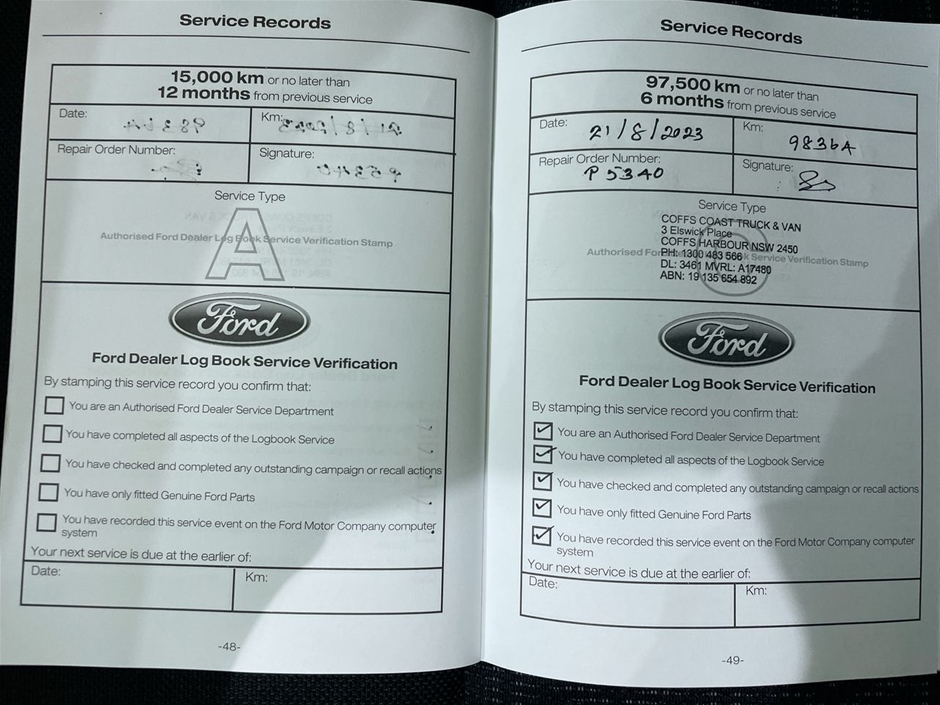 Service Records
15,000 km or no later than
12 months from previous service
Date:
Km:
Repair Order Number:
Signature:
Service Type
A
Authorised Ford Dealer Log Book Service Verification Stamp
Ford
Ford Dealer Log Book Service Verification
By stamping this service record you confirm that:
You are an Authorised Ford Dealer Service Department
You have completed all aspects of the Logbook Service
You have checked and completed any outstanding campaign or recall actions
You have only fitted Genuine Ford Parts
You have recorded this service event on the Ford Motor Company computer
system
Your next service is due at the earlier of:
Date:
Km:
-48-
Service Records
97,500 km or no later than
6 months from previous service
Date: 21/8/2023
Km:
Repair Order Number:
P5340
Signature:
Service Type
COFFS COAST TRUCK & VAN
3 Elswick Place
COFFS HARBOUR NSW 2450
PH: 1300 483 566
DL: 3461 MVRL: A17480
ABN: 19 135 654 892
Authorised For k Service Verification Stamp
Ford
Ford Dealer Log Book Service Verification
By stamping this service record you confirm that:
You are an Authorised Ford Dealer Service Department
You have completed all aspects of the Logbook Service
You have checked and completed any outstanding campaign or recall actions
You have only fitted Genuine Ford Parts
You have recorded this service event on the Ford Motor Company computer
system
Your next service is due at the earlier of:
Date:
Km:
-49-